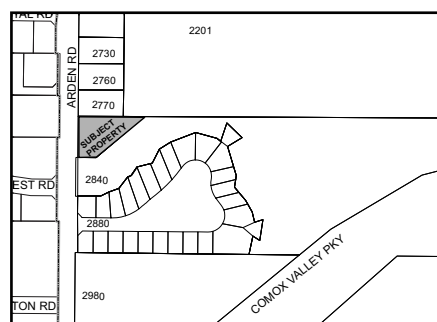 2201
ARDEN RD
2730
2760
2770
SUBJECT
PROPERTY
2840
EST RD
2880
COMOX VALLEY PKY
2980
TON RD